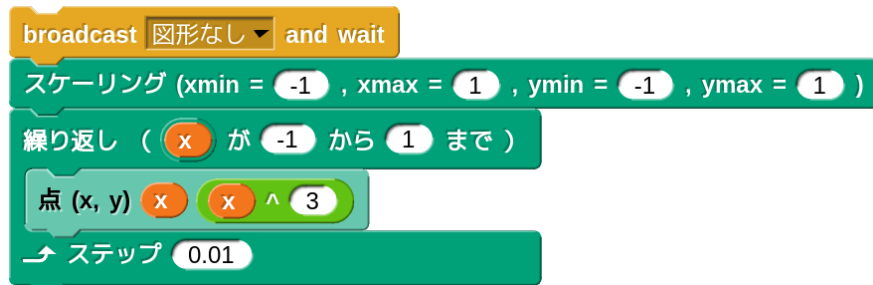 broadcast 図形なし and wait
スケーリング (xmin = -1 , xmax = 1 , ymin = -1 , ymax = 1 )
繰り返し ( x が -1 から 1 まで )
点 (x, y) x x ^ 3
ステップ 0.01